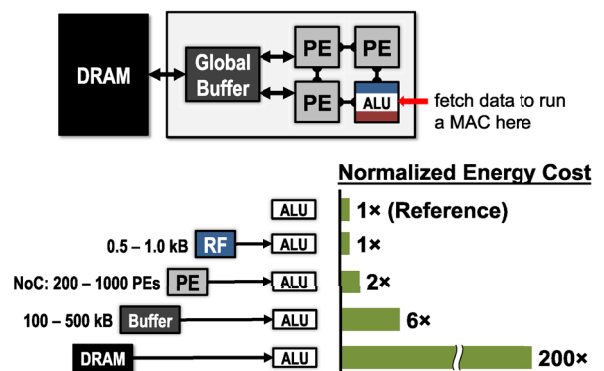 DRAM
Global
Buffer
PE
PE
PE
ALU
fetch data to run
a MAC here
Normalized Energy Cost
ALU
1× (Reference)
0.5 – 1.0 kB
RF
ALU
1×
NoC: 200 – 1000 PEs
PE
ALU
2×
100 – 500 kB
Buffer
ALU
6×
DRAM
ALU
200×